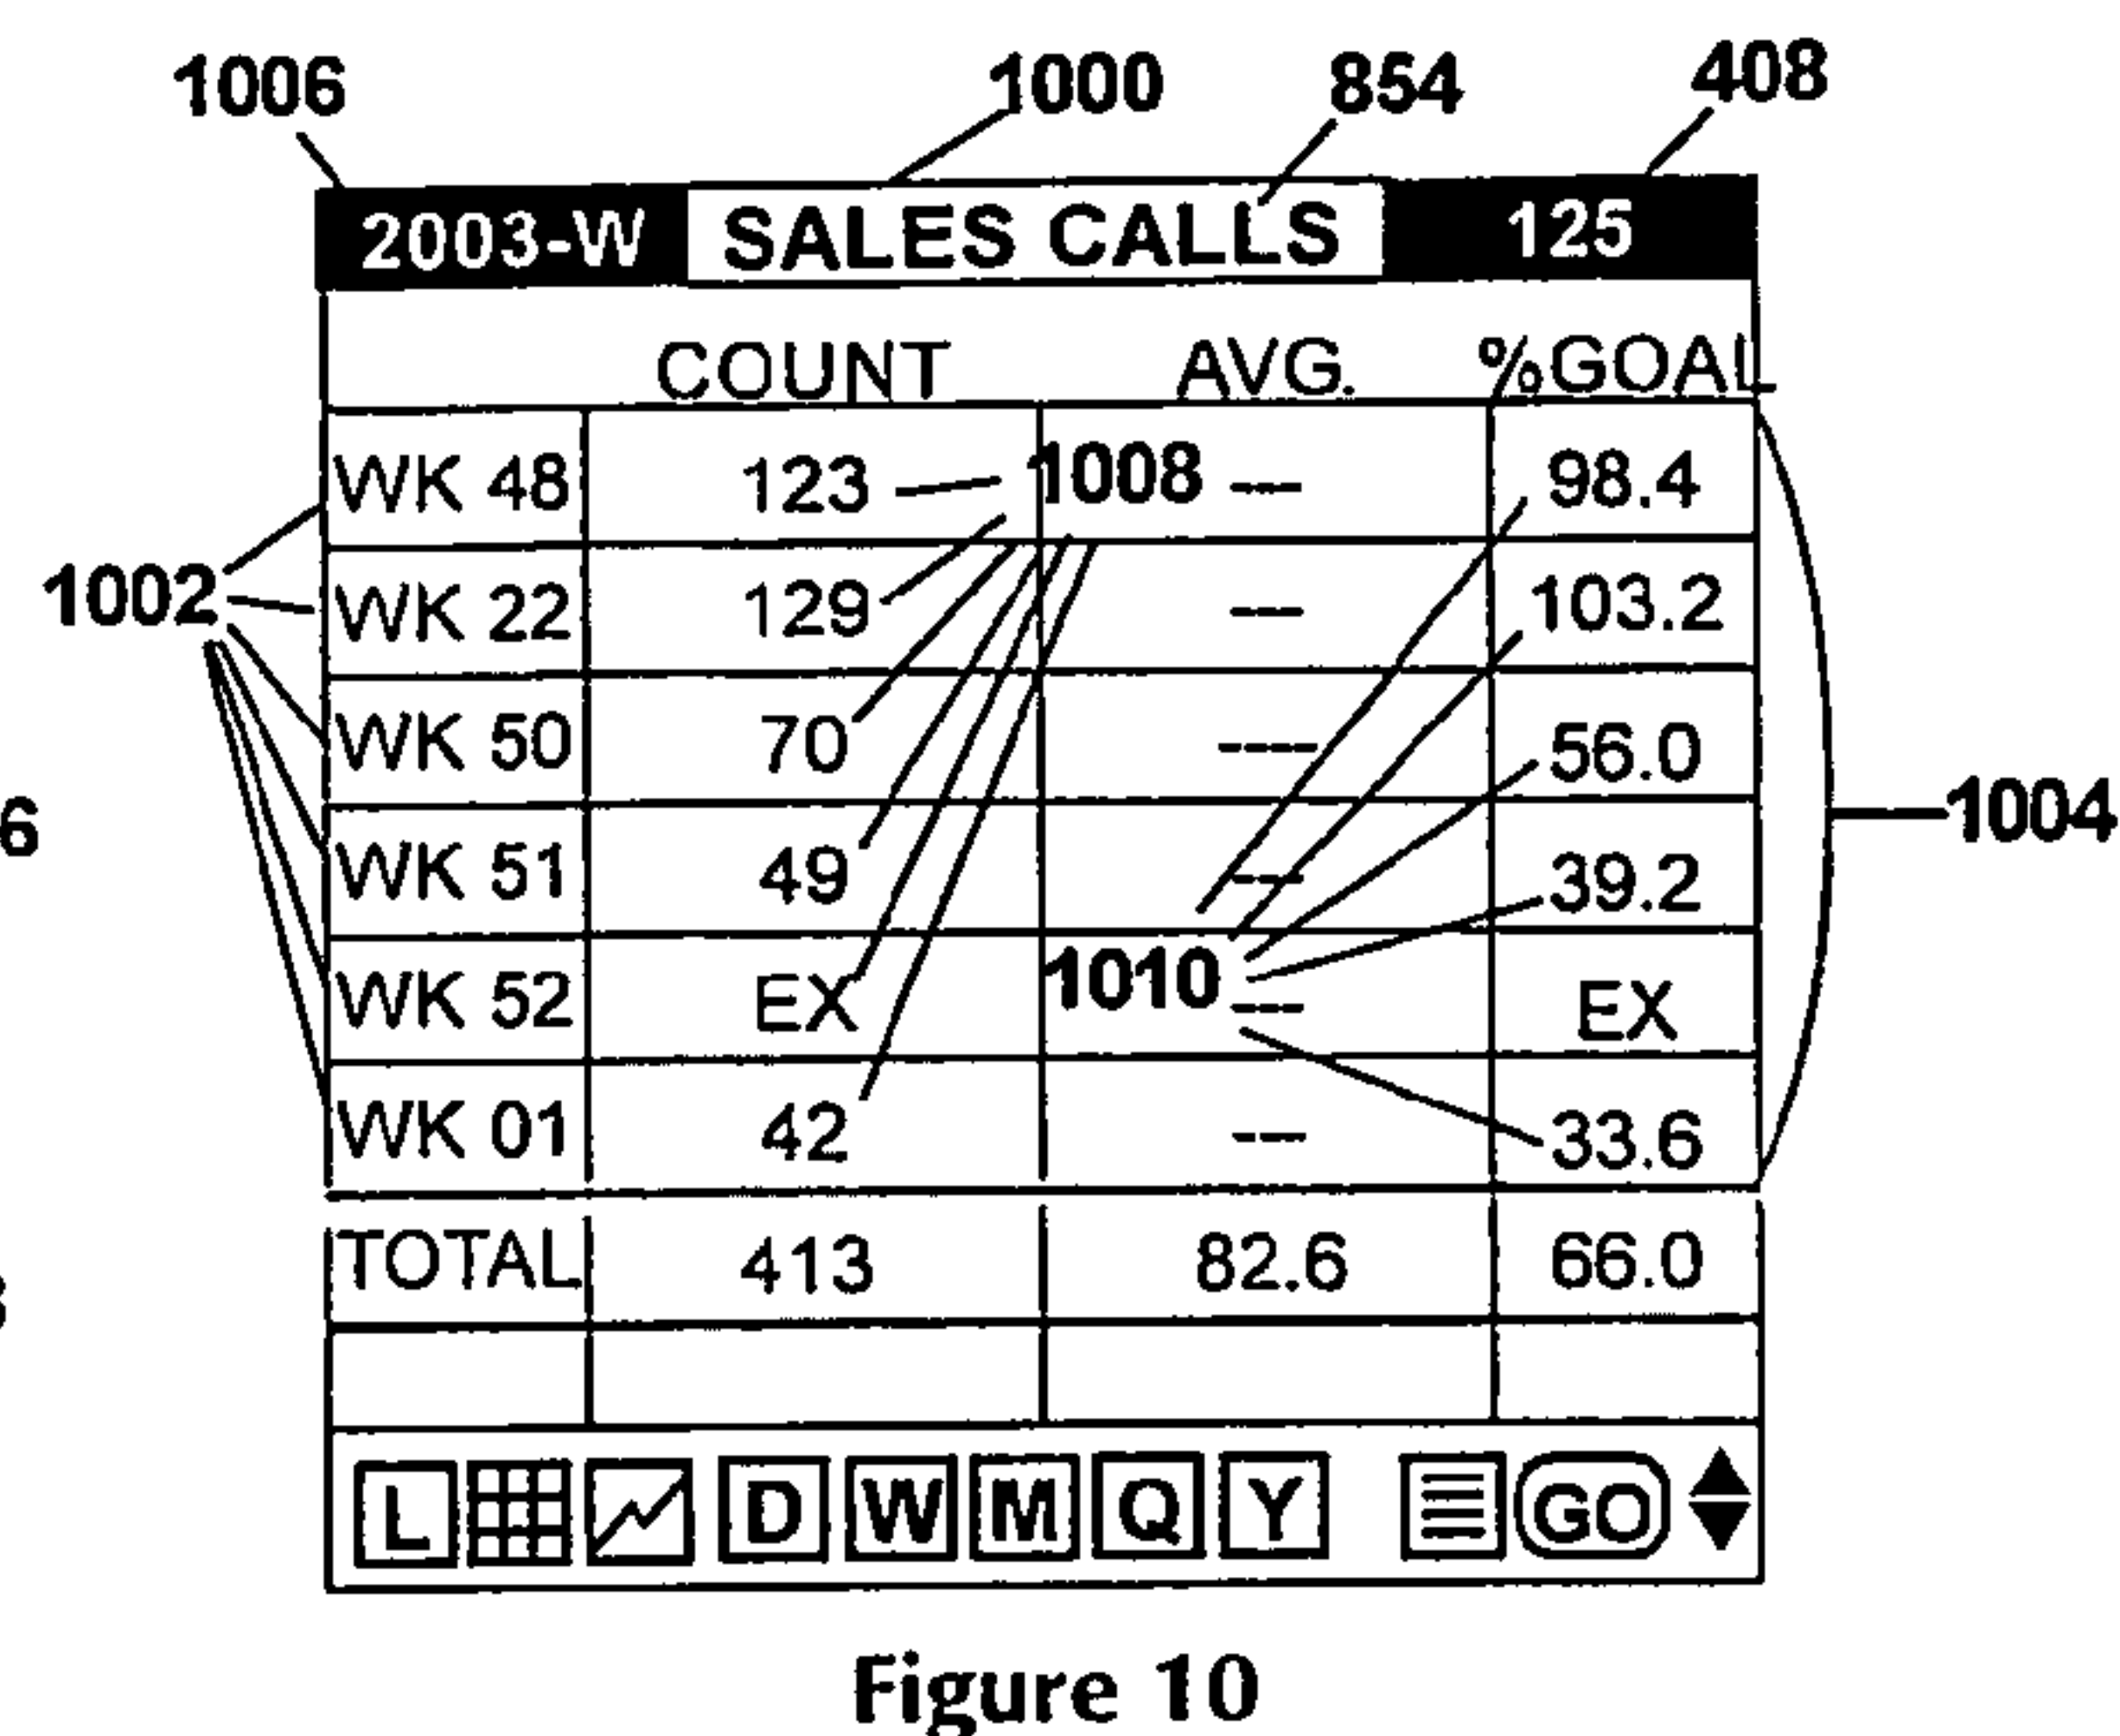 1006 1000 854 408
2003-W SALES CALLS 125
COUNT AVG. %GOAL
WK 48 123 1008 --- 98.4
1002 WK 22 129 --- 103.2
WK 50 70 ---- 56.0
6 1004
WK 51 49 --- 39.2
WK 52 EX 1010 --- EX
WK 01 42 --- 33.6
TOTAL 413 82.6 66.0
L D W M Q Y GO
Figure 10